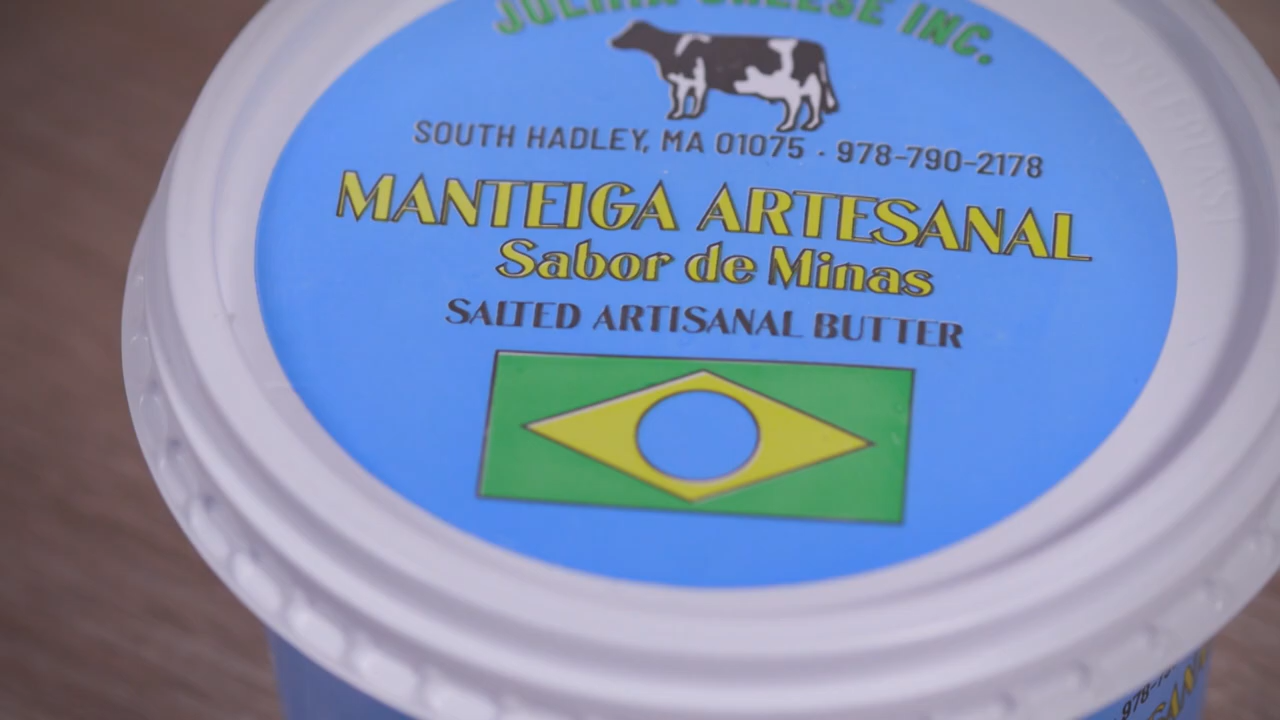 CHEESE INC.
SOUTH HADLEY, MA 01075 · 978-790-2178
MANTEIGA ARTESANAL
Sabor de Minas
SALTED ARTISANAL BUTTER